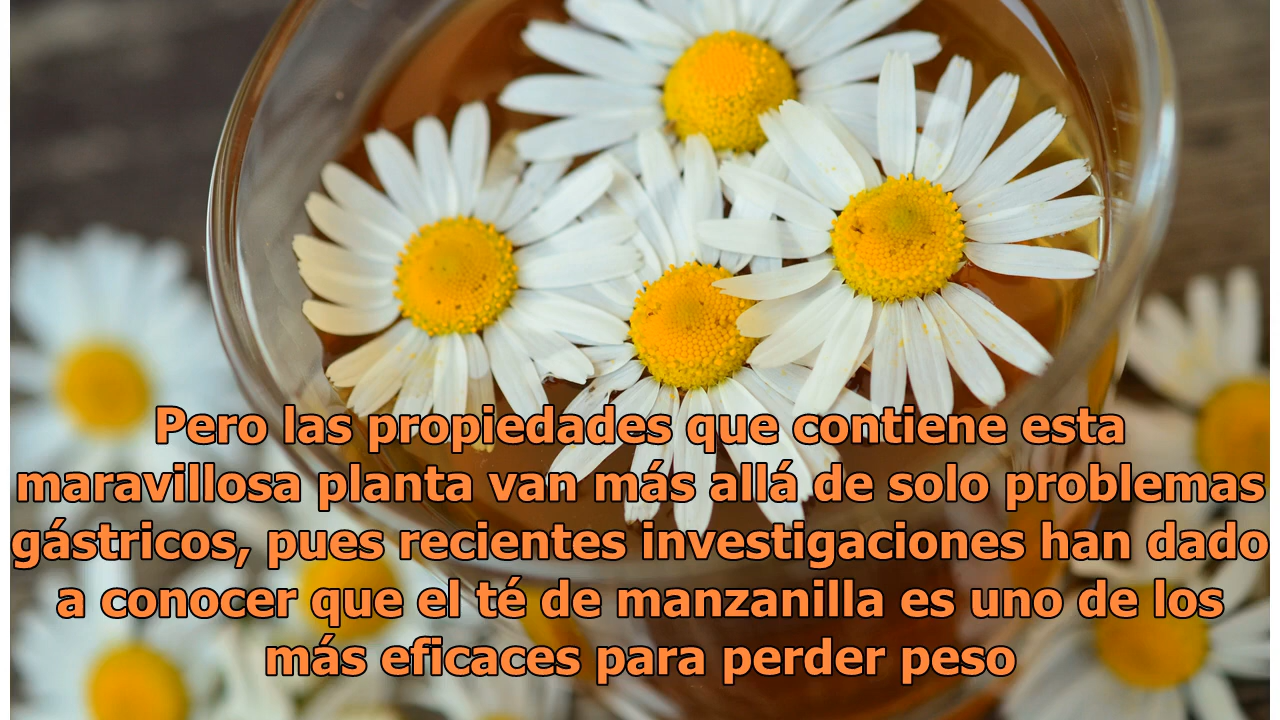 Pero las propiedades que contiene esta
maravillosa planta van más allá de solo problemas
gástricos, pues recientes investigaciones han dado
a conocer que el té de manzanilla es uno de los
más eficaces para perder peso